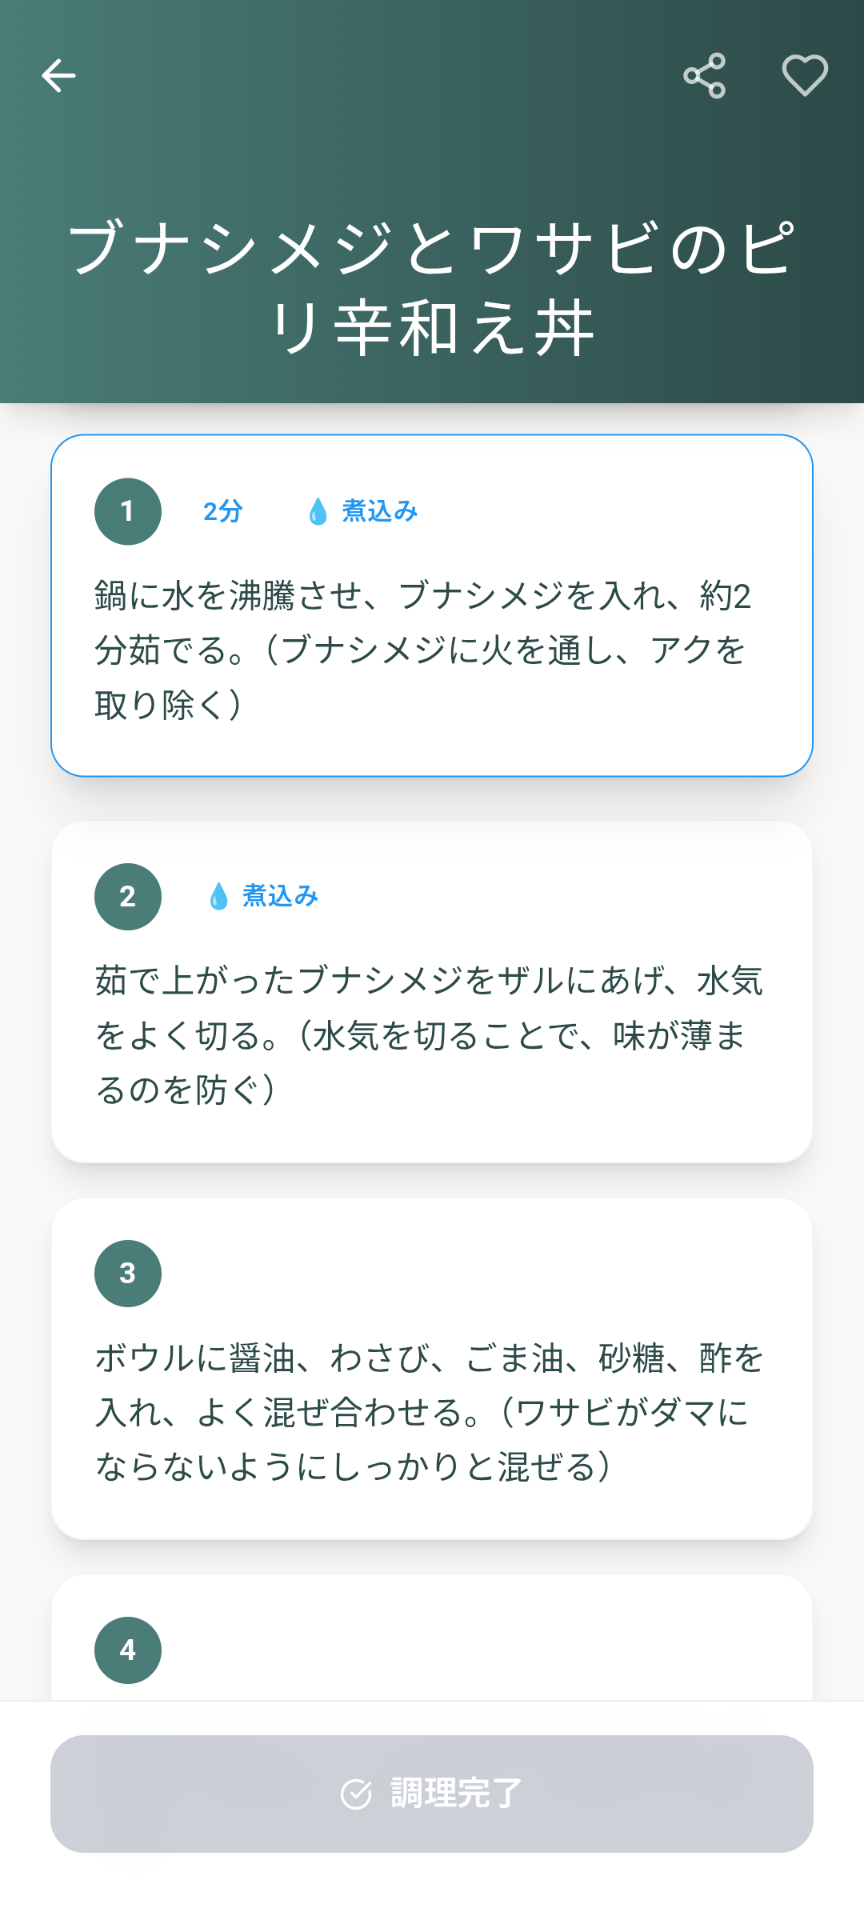 ブナシメジとワサビのピ
リ辛和え丼
1 2分 煮込み
鍋に水を沸騰させ、ブナシメジを入れ、約2
分茹でる。（ブナシメジに火を通し、アクを
取り除く）
2 煮込み
茹で上がったブナシメジをザルにあげ、水気
をよく切る。（水気を切ることで、味が薄ま
るのを防ぐ）
3
ボウルに醤油、わさび、ごま油、砂糖、酢を
入れ、よく混ぜ合わせる。（ワサビがダマに
ならないようにしっかりと混ぜる）
4
調理完了